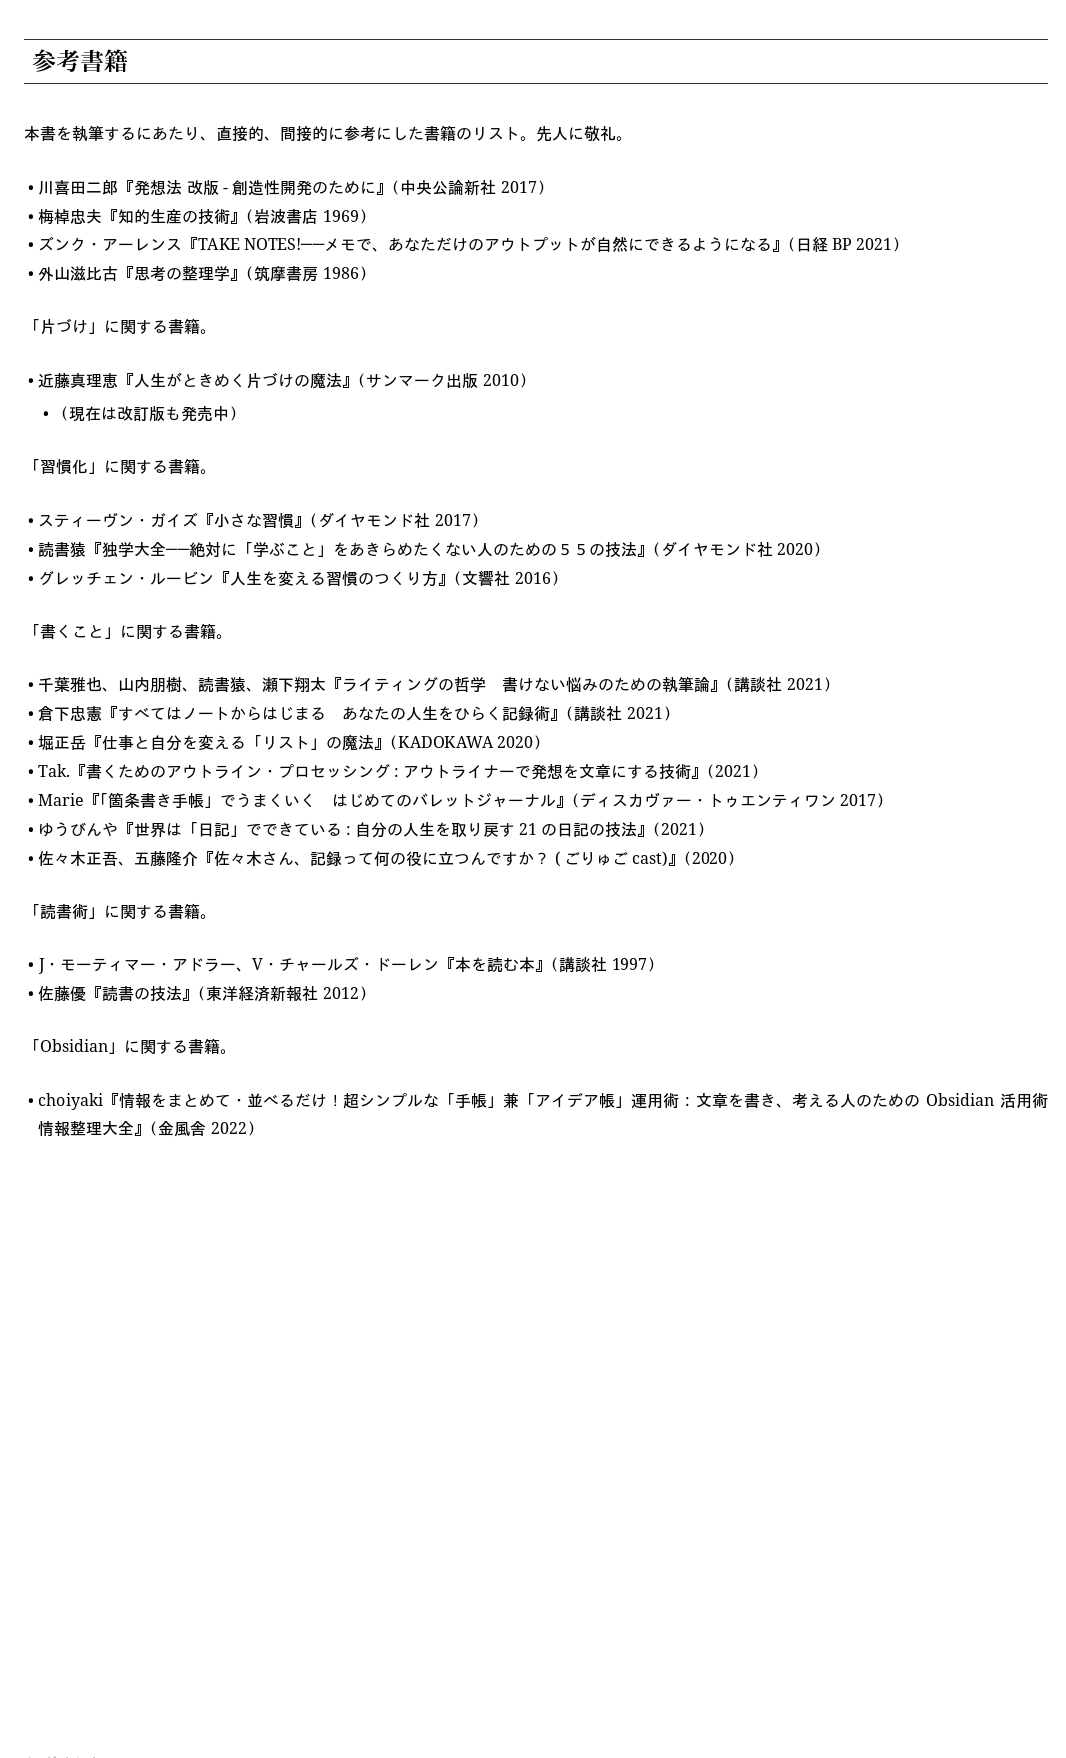 参考書籍
本書を執筆するにあたり、直接的、間接的に参考にした書籍のリスト。先人に敬礼。
• 川喜田二郎『発想法 改版 - 創造性開発のために』（中央公論新社 2017）
• 梅棹忠夫『知的生産の技術』（岩波書店 1969）
• ズンク・アーレンス『TAKE NOTES!――メモで、あなただけのアウトプットが自然にできるようになる』（日経 BP 2021）
• 外山滋比古『思考の整理学』（筑摩書房 1986）
「片づけ」に関する書籍。
• 近藤真理恵『人生がときめく片づけの魔法』（サンマーク出版 2010）
• （現在は改訂版も発売中）
「習慣化」に関する書籍。
• スティーヴン・ガイズ『小さな習慣』（ダイヤモンド社 2017）
• 読書猿『独学大全――絶対に「学ぶこと」をあきらめたくない人のための５５の技法』（ダイヤモンド社 2020）
• グレッチェン・ルービン『人生を変える習慣のつくり方』（文響社 2016）
「書くこと」に関する書籍。
• 千葉雅也、山内朋樹、読書猿、瀬下翔太『ライティングの哲学　書けない悩みのための執筆論』（講談社 2021）
• 倉下忠憲『すべてはノートからはじまる　あなたの人生をひらく記録術』（講談社 2021）
• 堀正岳『仕事と自分を変える「リスト」の魔法』（KADOKAWA 2020）
• Tak.『書くためのアウトライン・プロセッシング : アウトライナーで発想を文章にする技術』（2021）
• Marie『「箇条書き手帳」でうまくいく　はじめてのバレットジャーナル』（ディスカヴァー・トゥエンティワン 2017）
• ゆうびんや『世界は「日記」でできている : 自分の人生を取り戻す 21 の日記の技法』（2021）
• 佐々木正吾、五藤隆介『佐々木さん、記録って何の役に立つんですか？ ( ごりゅご cast)』（2020）
「読書術」に関する書籍。
• J・モーティマー・アドラー、V・チャールズ・ドーレン『本を読む本』（講談社 1997）
• 佐藤優『読書の技法』（東洋経済新報社 2012）
「Obsidian」に関する書籍。
• choiyaki『情報をまとめて・並べるだけ！超シンプルな「手帳」兼「アイデア帳」運用術 : 文章を書き、考える人のための Obsidian 活用術
情報整理大全』（金風舎 2022）